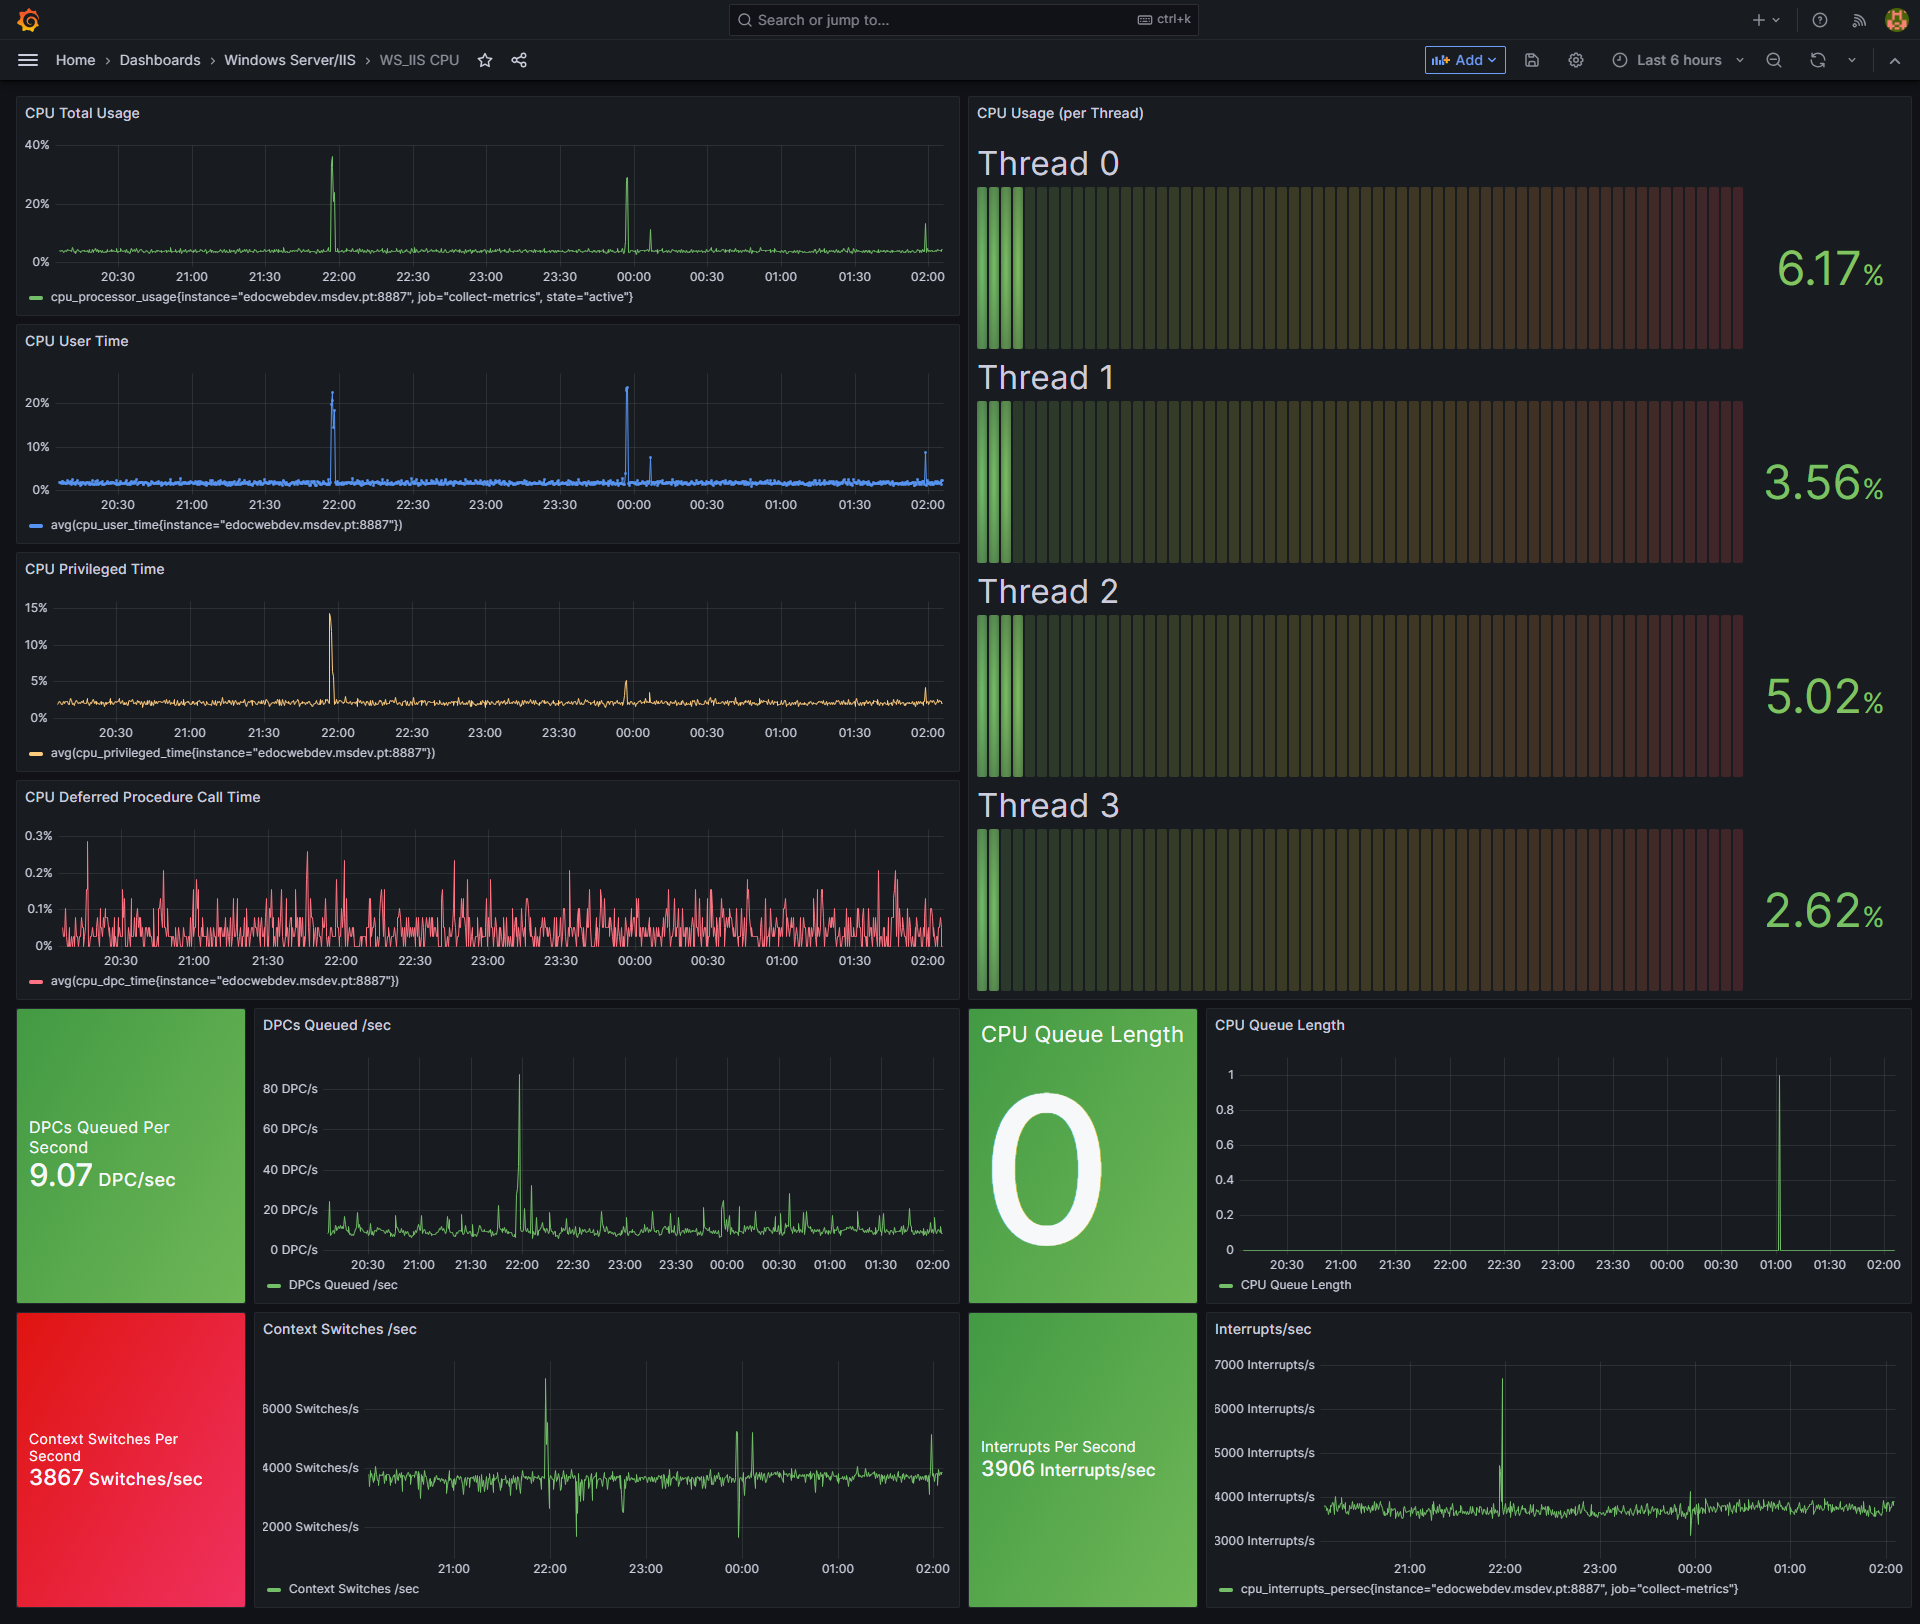 Search or jump to...
ctrl+k
Home › Dashboards › Windows Server/IIS › WS_IIS CPU
Add
Last 6 hours
CPU Total Usage
40%
20%
0%
20:30 21:00 21:30 22:00 22:30 23:00 23:30 00:00 00:30 01:00 01:30 02:00
cpu_processor_usage{instance="edocwebdev.msdev.pt:8887", job="collect-metrics", state="active"}
CPU User Time
20%
10%
0%
20:30 21:00 21:30 22:00 22:30 23:00 23:30 00:00 00:30 01:00 01:30 02:00
avg(cpu_user_time{instance="edocwebdev.msdev.pt:8887"})
CPU Privileged Time
15%
10%
5%
0%
20:30 21:00 21:30 22:00 22:30 23:00 23:30 00:00 00:30 01:00 01:30 02:00
avg(cpu_privileged_time{instance="edocwebdev.msdev.pt:8887"})
CPU Deferred Procedure Call Time
0.3%
0.2%
0.1%
0%
20:30 21:00 21:30 22:00 22:30 23:00 23:30 00:00 00:30 01:00 01:30 02:00
avg(cpu_dpc_time{instance="edocwebdev.msdev.pt:8887"})
CPU Usage (per Thread)
Thread 0
6.17%
Thread 1
3.56%
Thread 2
5.02%
Thread 3
2.62%
DPCs Queued Per
Second
9.07 DPC/sec
DPCs Queued /sec
80 DPC/s
60 DPC/s
40 DPC/s
20 DPC/s
0 DPC/s
20:30 21:00 21:30 22:00 22:30 23:00 23:30 00:00 00:30 01:00 01:30 02:00
DPCs Queued /sec
CPU Queue Length
0
CPU Queue Length
1
0.8
0.6
0.4
0.2
0
20:30 21:00 21:30 22:00 22:30 23:00 23:30 00:00 00:30 01:00 01:30 02:00
CPU Queue Length
Context Switches Per
Second
3867 Switches/sec
Context Switches /sec
6000 Switches/s
4000 Switches/s
2000 Switches/s
21:00 22:00 23:00 00:00 01:00 02:00
Context Switches /sec
Interrupts Per Second
3906 Interrupts/sec
Interrupts/sec
7000 Interrupts/s
6000 Interrupts/s
5000 Interrupts/s
4000 Interrupts/s
3000 Interrupts/s
21:00 22:00 23:00 00:00 01:00 02:00
cpu_interrupts_persec{instance="edocwebdev.msdev.pt:8887", job="collect-metrics"}